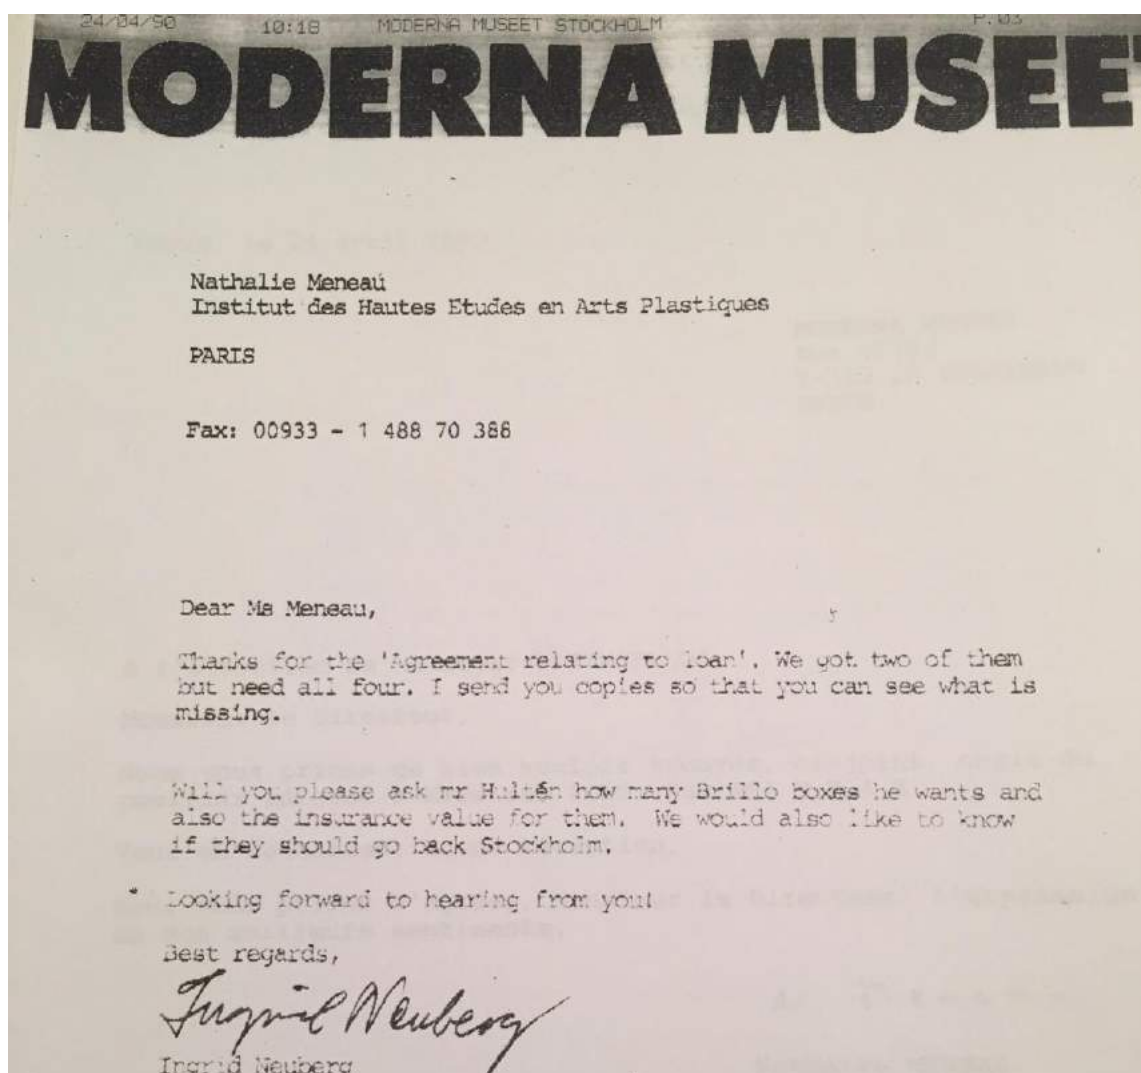 24/04/90 10:18 MODERNA MUSEET STOCKHOLM P.03
MODERNA MUSEET
Nathalie Meneau
Institut des Hautes Etudes en Arts Plastiques
PARIS
Fax: 00933 - 1 488 70 388
Dear Ms Meneau,
Thanks for the 'Agreement relating to loan'. We got two of them
but need all four. I send you copies so that you can see what is
missing.
Will you please ask mr Hultén how many Brillo boxes he wants and
also the insurance value for them. We would also like to know
if they should go back Stockholm.
Looking forward to hearing from you!
Best regards,
Ingrid Neuberg
Ingrid Neuberg